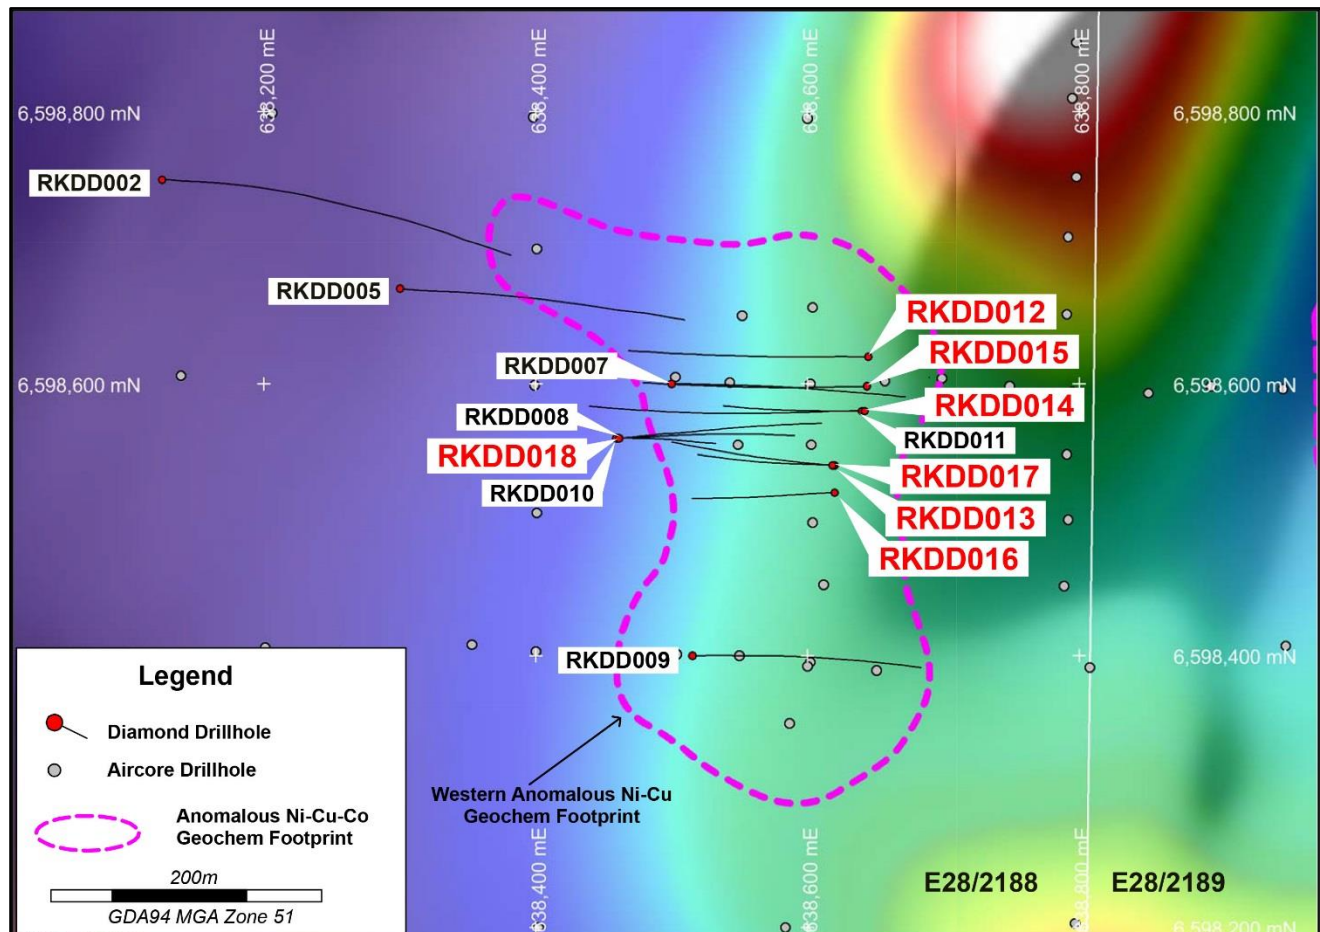 638,200 mE
638,400 mE
638,600 mE
638,800 mE
6,598,800 mN
6,598,800 mN
RKDD002
RKDD005
RKDD012
RKDD015
RKDD007
6,598,600 mN
6,598,600 mN
RKDD014
RKDD008
RKDD011
RKDD018
RKDD017
RKDD010
RKDD013
RKDD016
RKDD009
6,598,400 mN
Western Anomalous Ni-Cu
Geochem Footprint
Legend
Diamond Drillhole
Aircore Drillhole
Anomalous Ni-Cu-Co
Geochem Footprint
200m
GDA94 MGA Zone 51
638,400 mE
638,600 mE
638,800 mE
E28/2188
E28/2189
6,598,200 mN